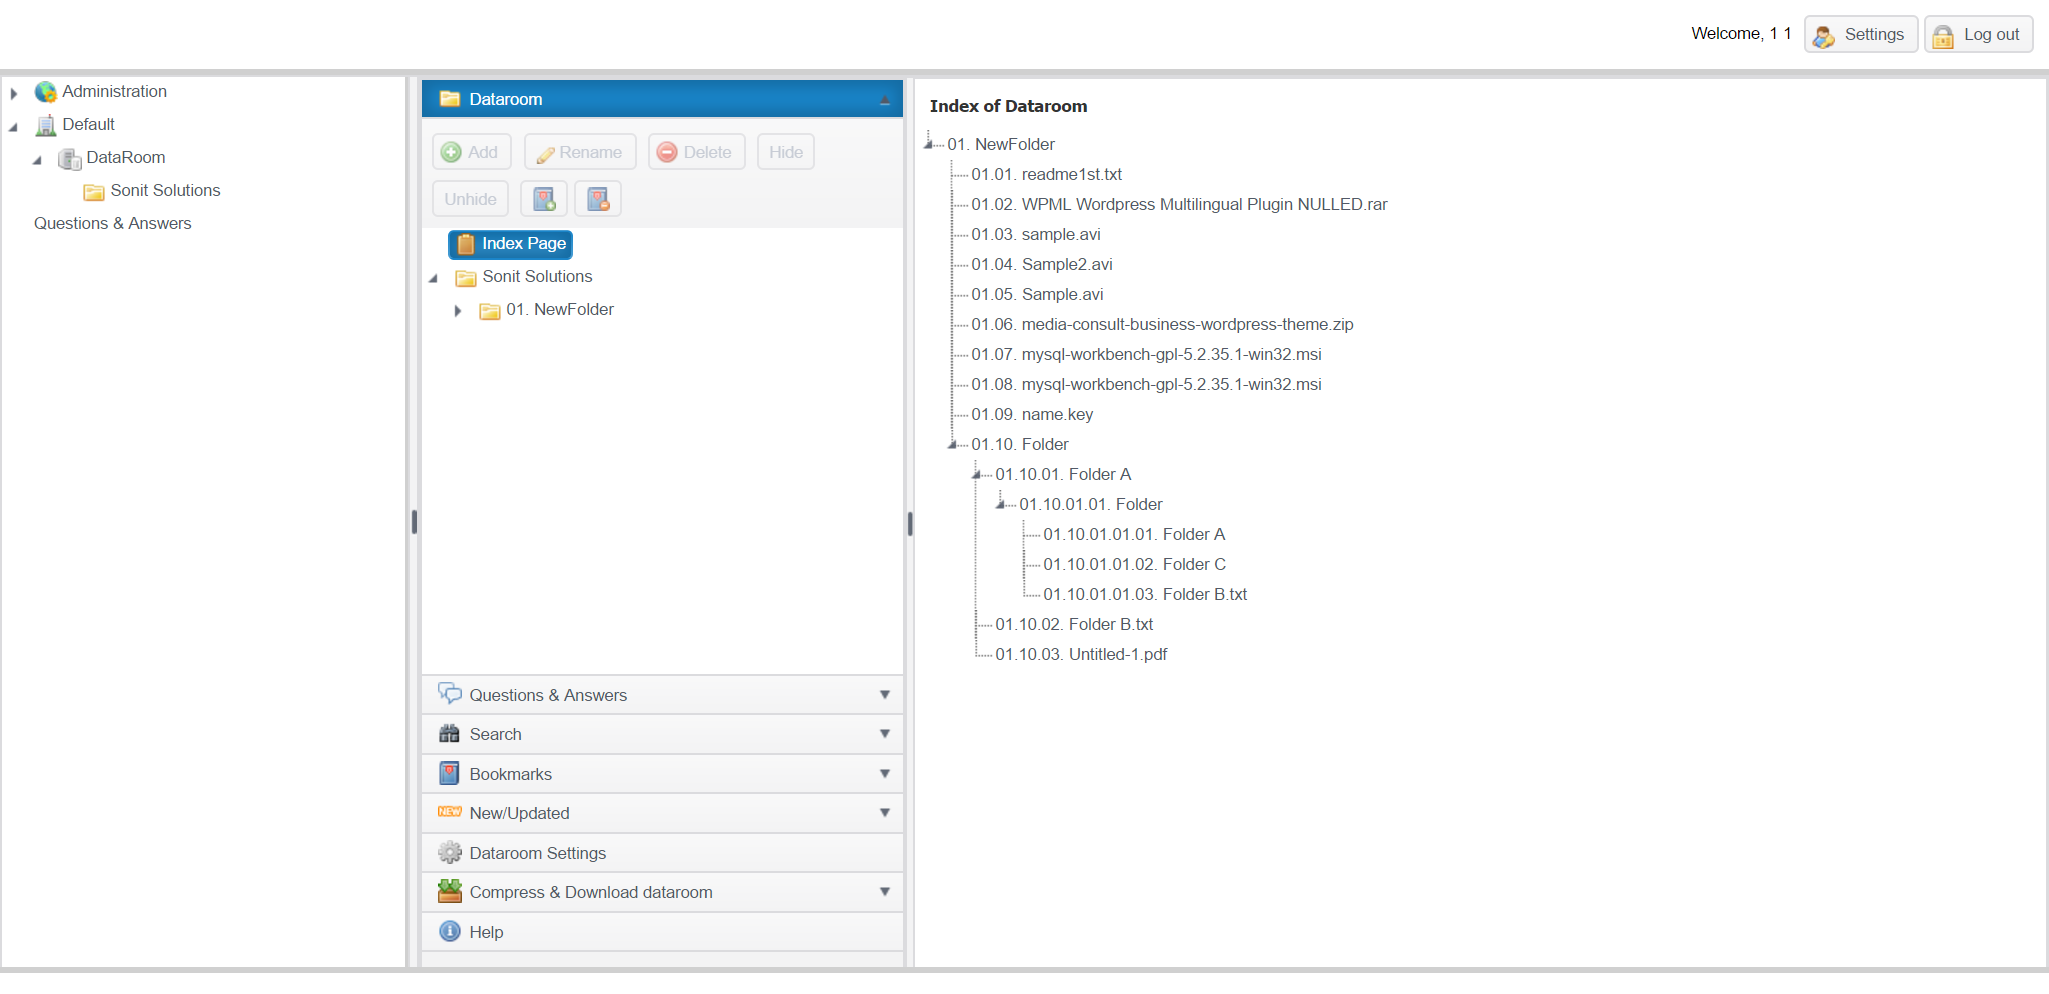 Welcome, 1 1 Settings Log out
Administration
Default
DataRoom
Sonit Solutions
Questions & Answers
Dataroom
Add Rename Delete Hide
Unhide
Index Page
Sonit Solutions
01. NewFolder
Questions & Answers
Search
Bookmarks
NEW New/Updated
Dataroom Settings
Compress & Download dataroom
Help
Index of Dataroom
01. NewFolder
01.01. readme1st.txt
01.02. WPML Wordpress Multilingual Plugin NULLED.rar
01.03. sample.avi
01.04. Sample2.avi
01.05. Sample.avi
01.06. media-consult-business-wordpress-theme.zip
01.07. mysql-workbench-gpl-5.2.35.1-win32.msi
01.08. mysql-workbench-gpl-5.2.35.1-win32.msi
01.09. name.key
01.10. Folder
01.10.01. Folder A
01.10.01.01. Folder
01.10.01.01.01. Folder A
01.10.01.01.02. Folder C
01.10.01.01.03. Folder B.txt
01.10.02. Folder B.txt
01.10.03. Untitled-1.pdf